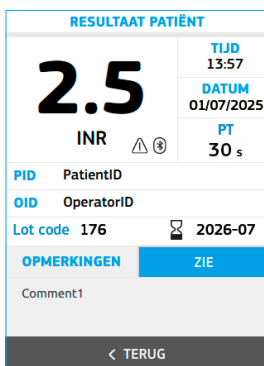 RESULTAAT PATIËNT
2.5
INR
TIJD
13:57
DATUM
01/07/2025
PT
30 s
PID PatientID
OID OperatorID
Lot code 176 2026-07
OPMERKINGEN ZIE
Comment1
< TERUG